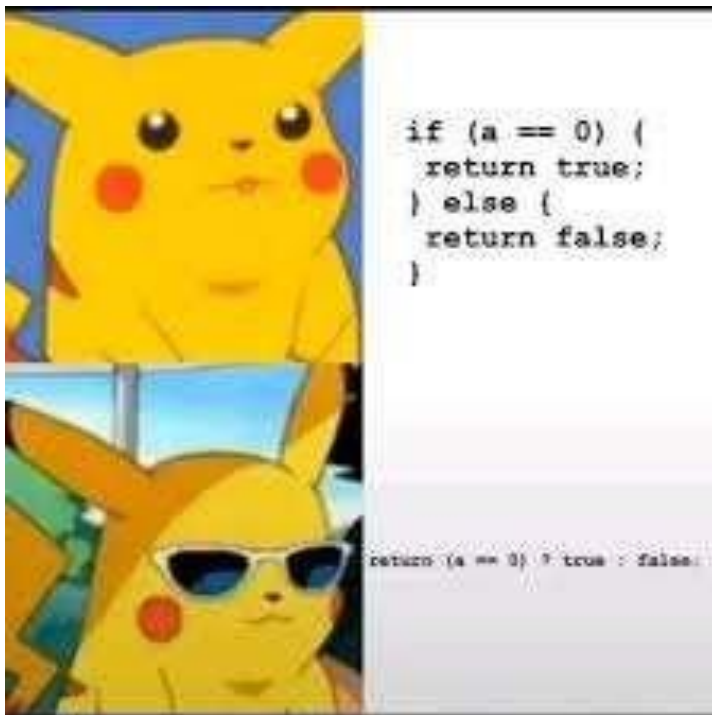 if (a == 0) {
return true;
} else {
return false;
}
return (a == 0) ? true : false;